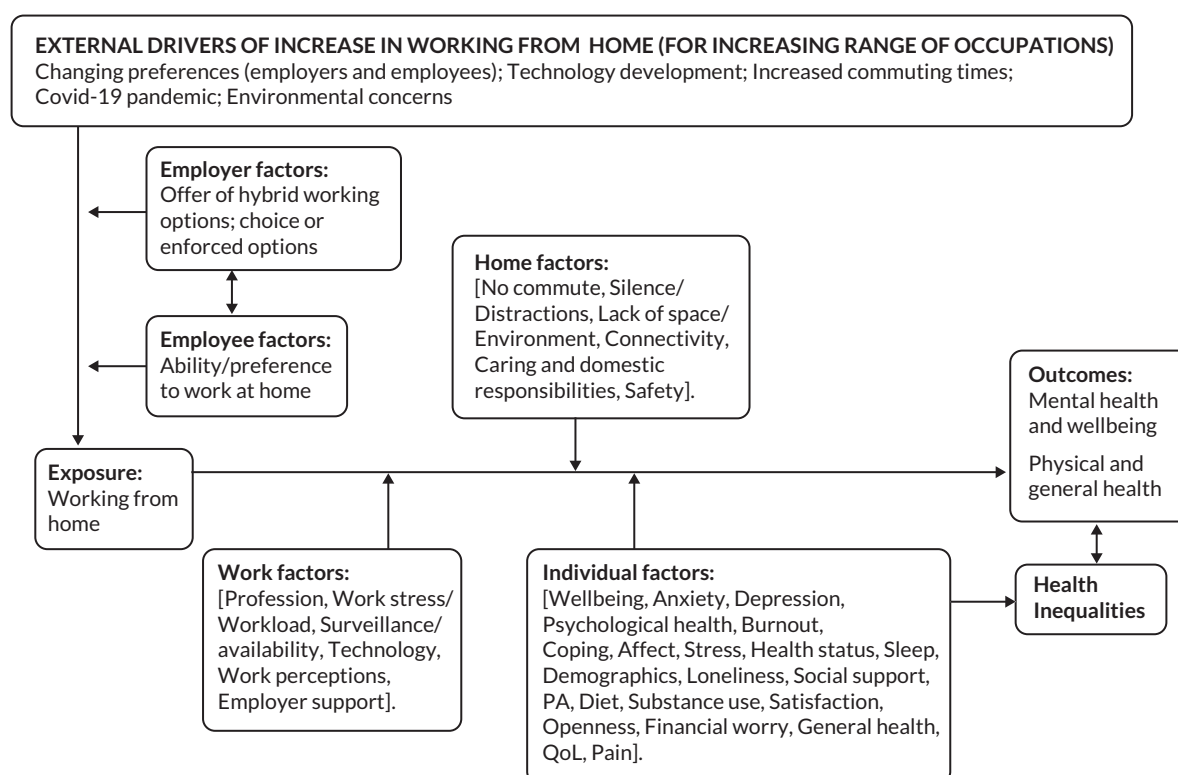 EXTERNAL DRIVERS OF INCREASE IN WORKING FROM HOME (FOR INCREASING RANGE OF OCCUPATIONS)
Changing preferences (employers and employees); Technology development; Increased commuting times;
Covid-19 pandemic; Environmental concerns
Employer factors:
Offer of hybrid working
options; choice or
enforced options
Employee factors:
Ability/preference
to work at home
Home factors:
[No commute, Silence/
Distractions, Lack of space/
Environment, Connectivity,
Caring and domestic
responsibilities, Safety].
Exposure:
Working from
home
Outcomes:
Mental health
and wellbeing
Physical and
general health
Work factors:
[Profession, Work stress/
Workload, Surveillance/
availability, Technology,
Work perceptions,
Employer support].
Individual factors:
[Wellbeing, Anxiety, Depression,
Psychological health, Burnout,
Coping, Affect, Stress, Health status, Sleep,
Demographics, Loneliness, Social support,
PA, Diet, Substance use, Satisfaction,
Openness, Financial worry, General health,
QoL, Pain].
Health
Inequalities